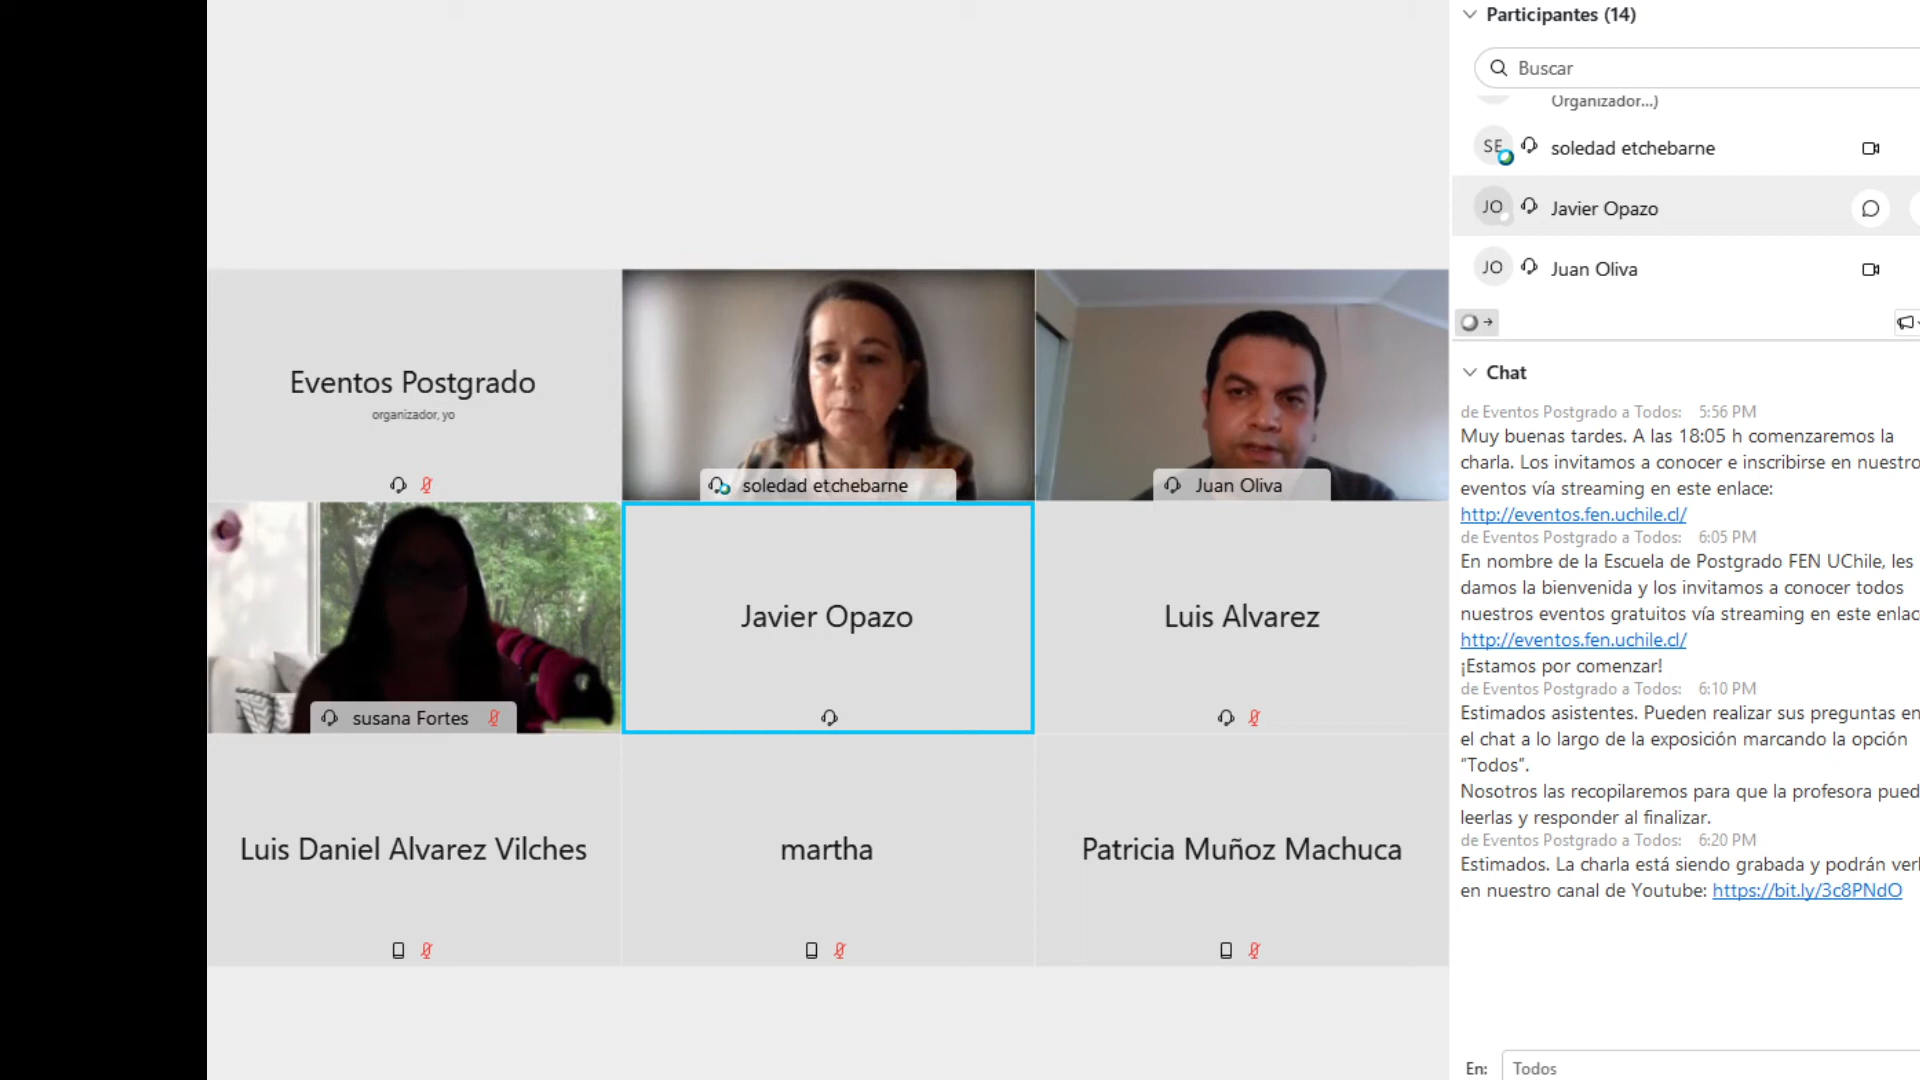 Participantes (14)
Buscar
Organizador...)
SE soledad etchebarne
JO Javier Opazo
JO Juan Oliva
Eventos Postgrado
organizador, yo
soledad etchebarne
Juan Oliva
susana Fortes
Javier Opazo
Luis Alvarez
Luis Daniel Alvarez Vilches
martha
Patricia Muñoz Machuca
Chat
de Eventos Postgrado a Todos: 5:56 PM
Muy buenas tardes. A las 18:05 h comenzaremos la
charla. Los invitamos a conocer e inscribirse en nuestro
eventos vía streaming en este enlace:
http://eventos.fen.uchile.cl/
de Eventos Postgrado a Todos: 6:05 PM
En nombre de la Escuela de Postgrado FEN UChile, les
damos la bienvenida y los invitamos a conocer todos
nuestros eventos gratuitos vía streaming en este enlac
http://eventos.fen.uchile.cl/
¡Estamos por comenzar!
de Eventos Postgrado a Todos: 6:10 PM
Estimados asistentes. Pueden realizar sus preguntas en
el chat a lo largo de la exposición marcando la opción
“Todos”.
Nosotros las recopilaremos para que la profesora pued
leerlas y responder al finalizar.
de Eventos Postgrado a Todos: 6:20 PM
Estimados. La charla está siendo grabada y podrán verl
en nuestro canal de Youtube: https://bit.ly/3c8PNdO
En: Todos